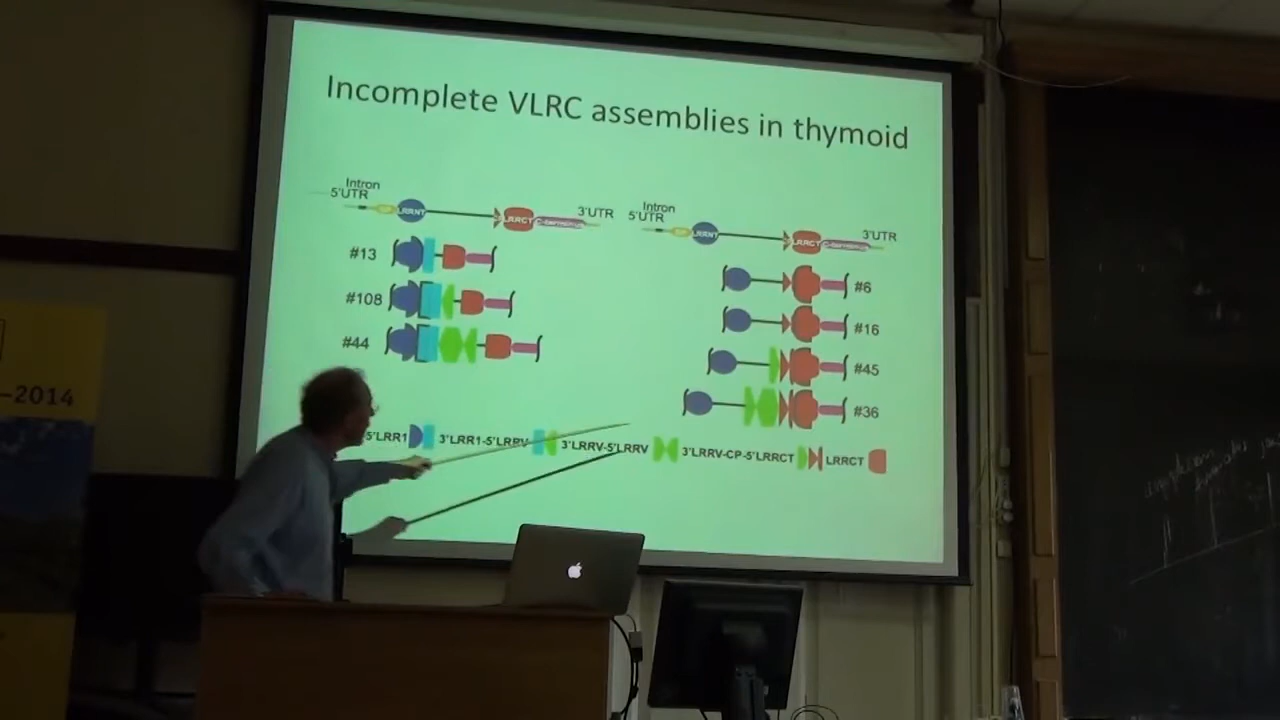 Incomplete VLRC assemblies in thymoid
Intron
5'UTR
LRRNT
LRRCT
3'UTR
Intron
5'UTR
LRRNT
LRRCT
3'UTR
#13
#108
#44
#6
#16
#45
#36
5'LRR1
3'LRR1-5'LRRV
3'LRRV-5'LRRV
3'LRRV-CP-5'LRRCT
LRRCT
-2014